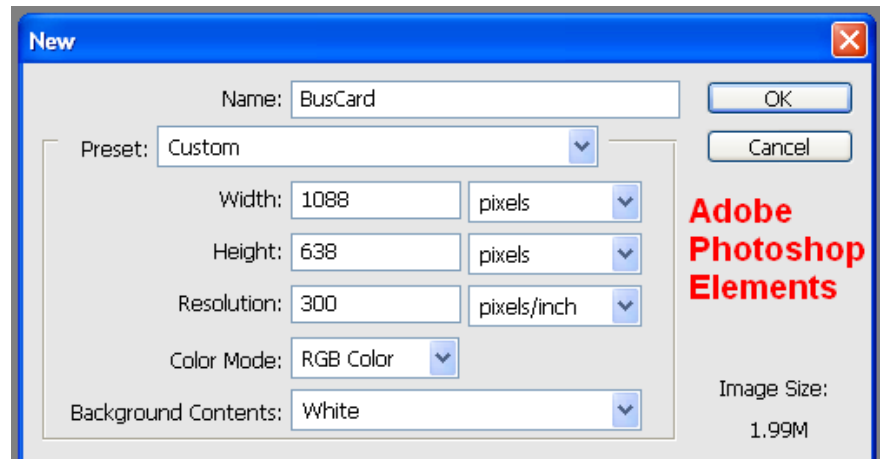 New
Name: BusCard OK
Preset: Custom Cancel
Width: 1088 pixels
Height: 638 pixels
Resolution: 300 pixels/inch
Color Mode: RGB Color
Background Contents: White
Adobe
Photoshop
Elements
Image Size:
1.99M